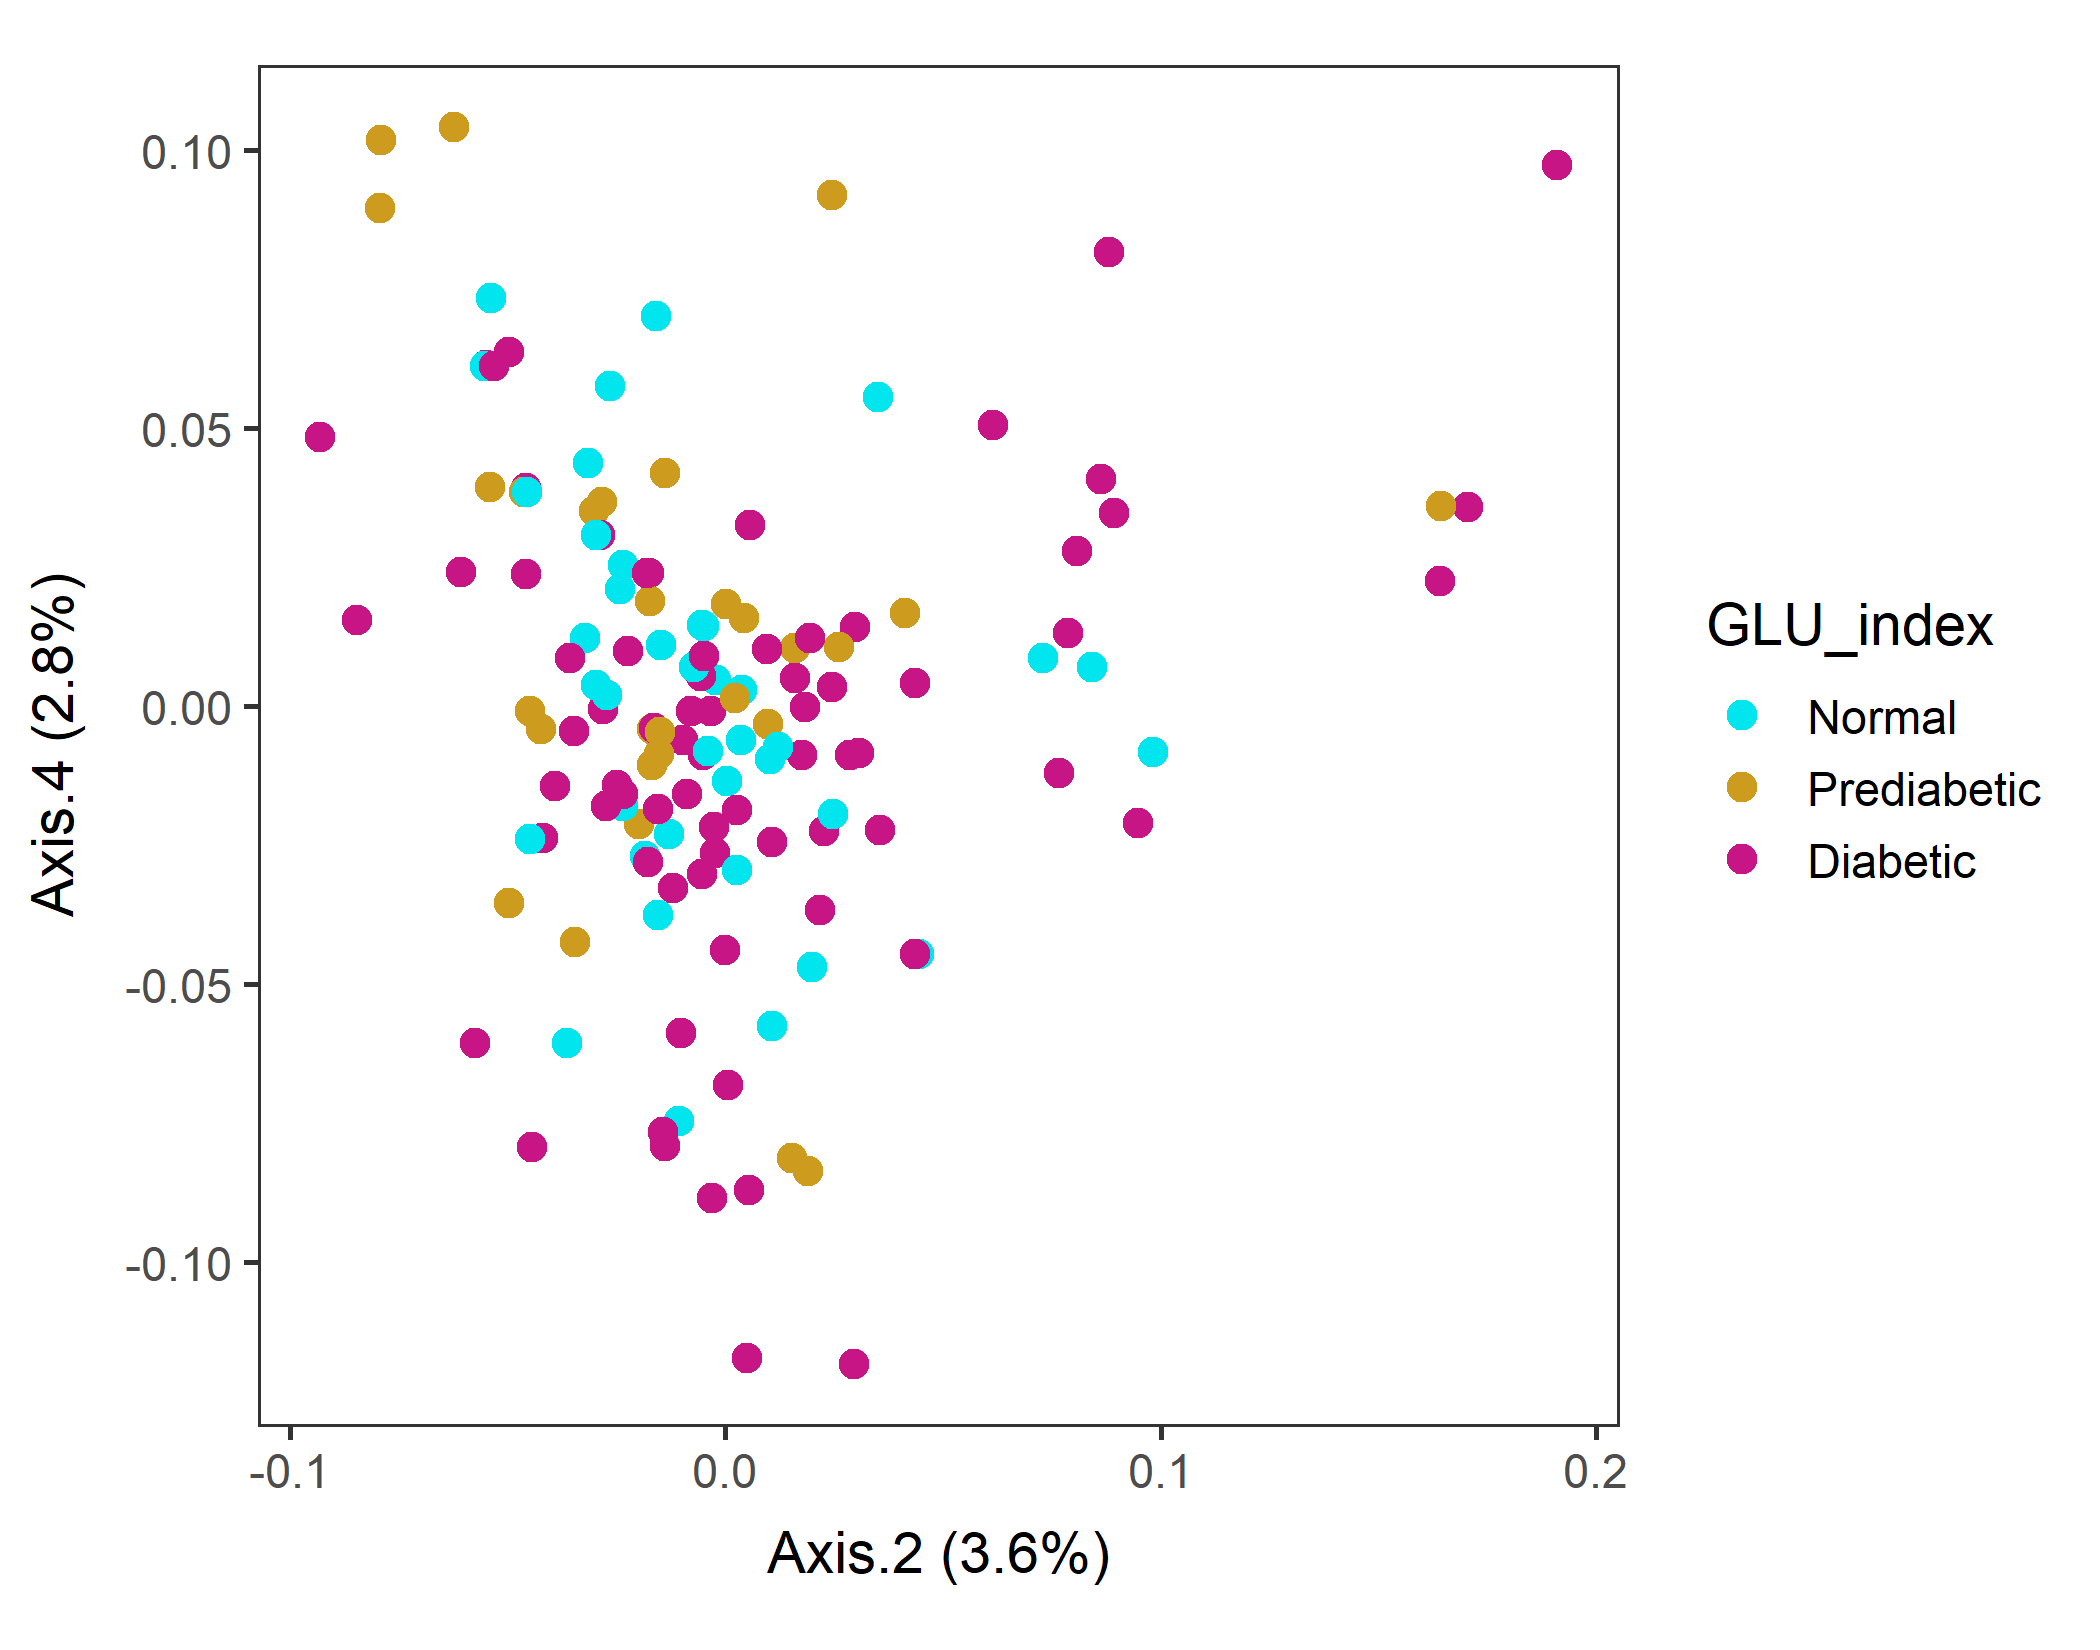 0.10
0.05
0.00
-0.05
-0.10
Axis.4 (2.8%)
-0.1
0.0
0.1
0.2
Axis.2 (3.6%)
GLU_index
Normal
Prediabetic
Diabetic